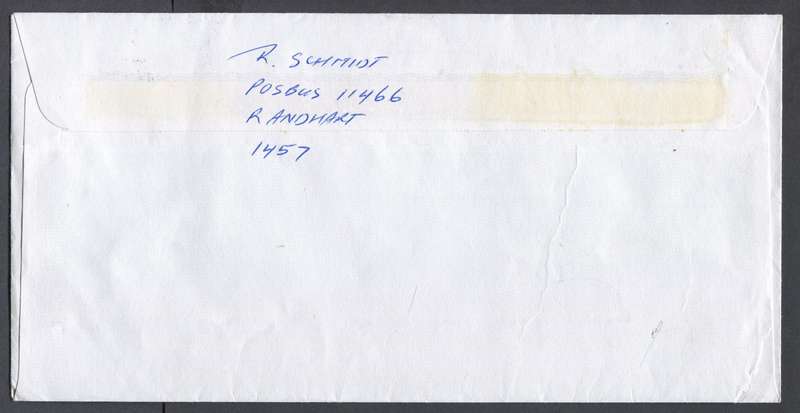 R. SCHMIDT
POSBUS 11466
RANDHART
1457